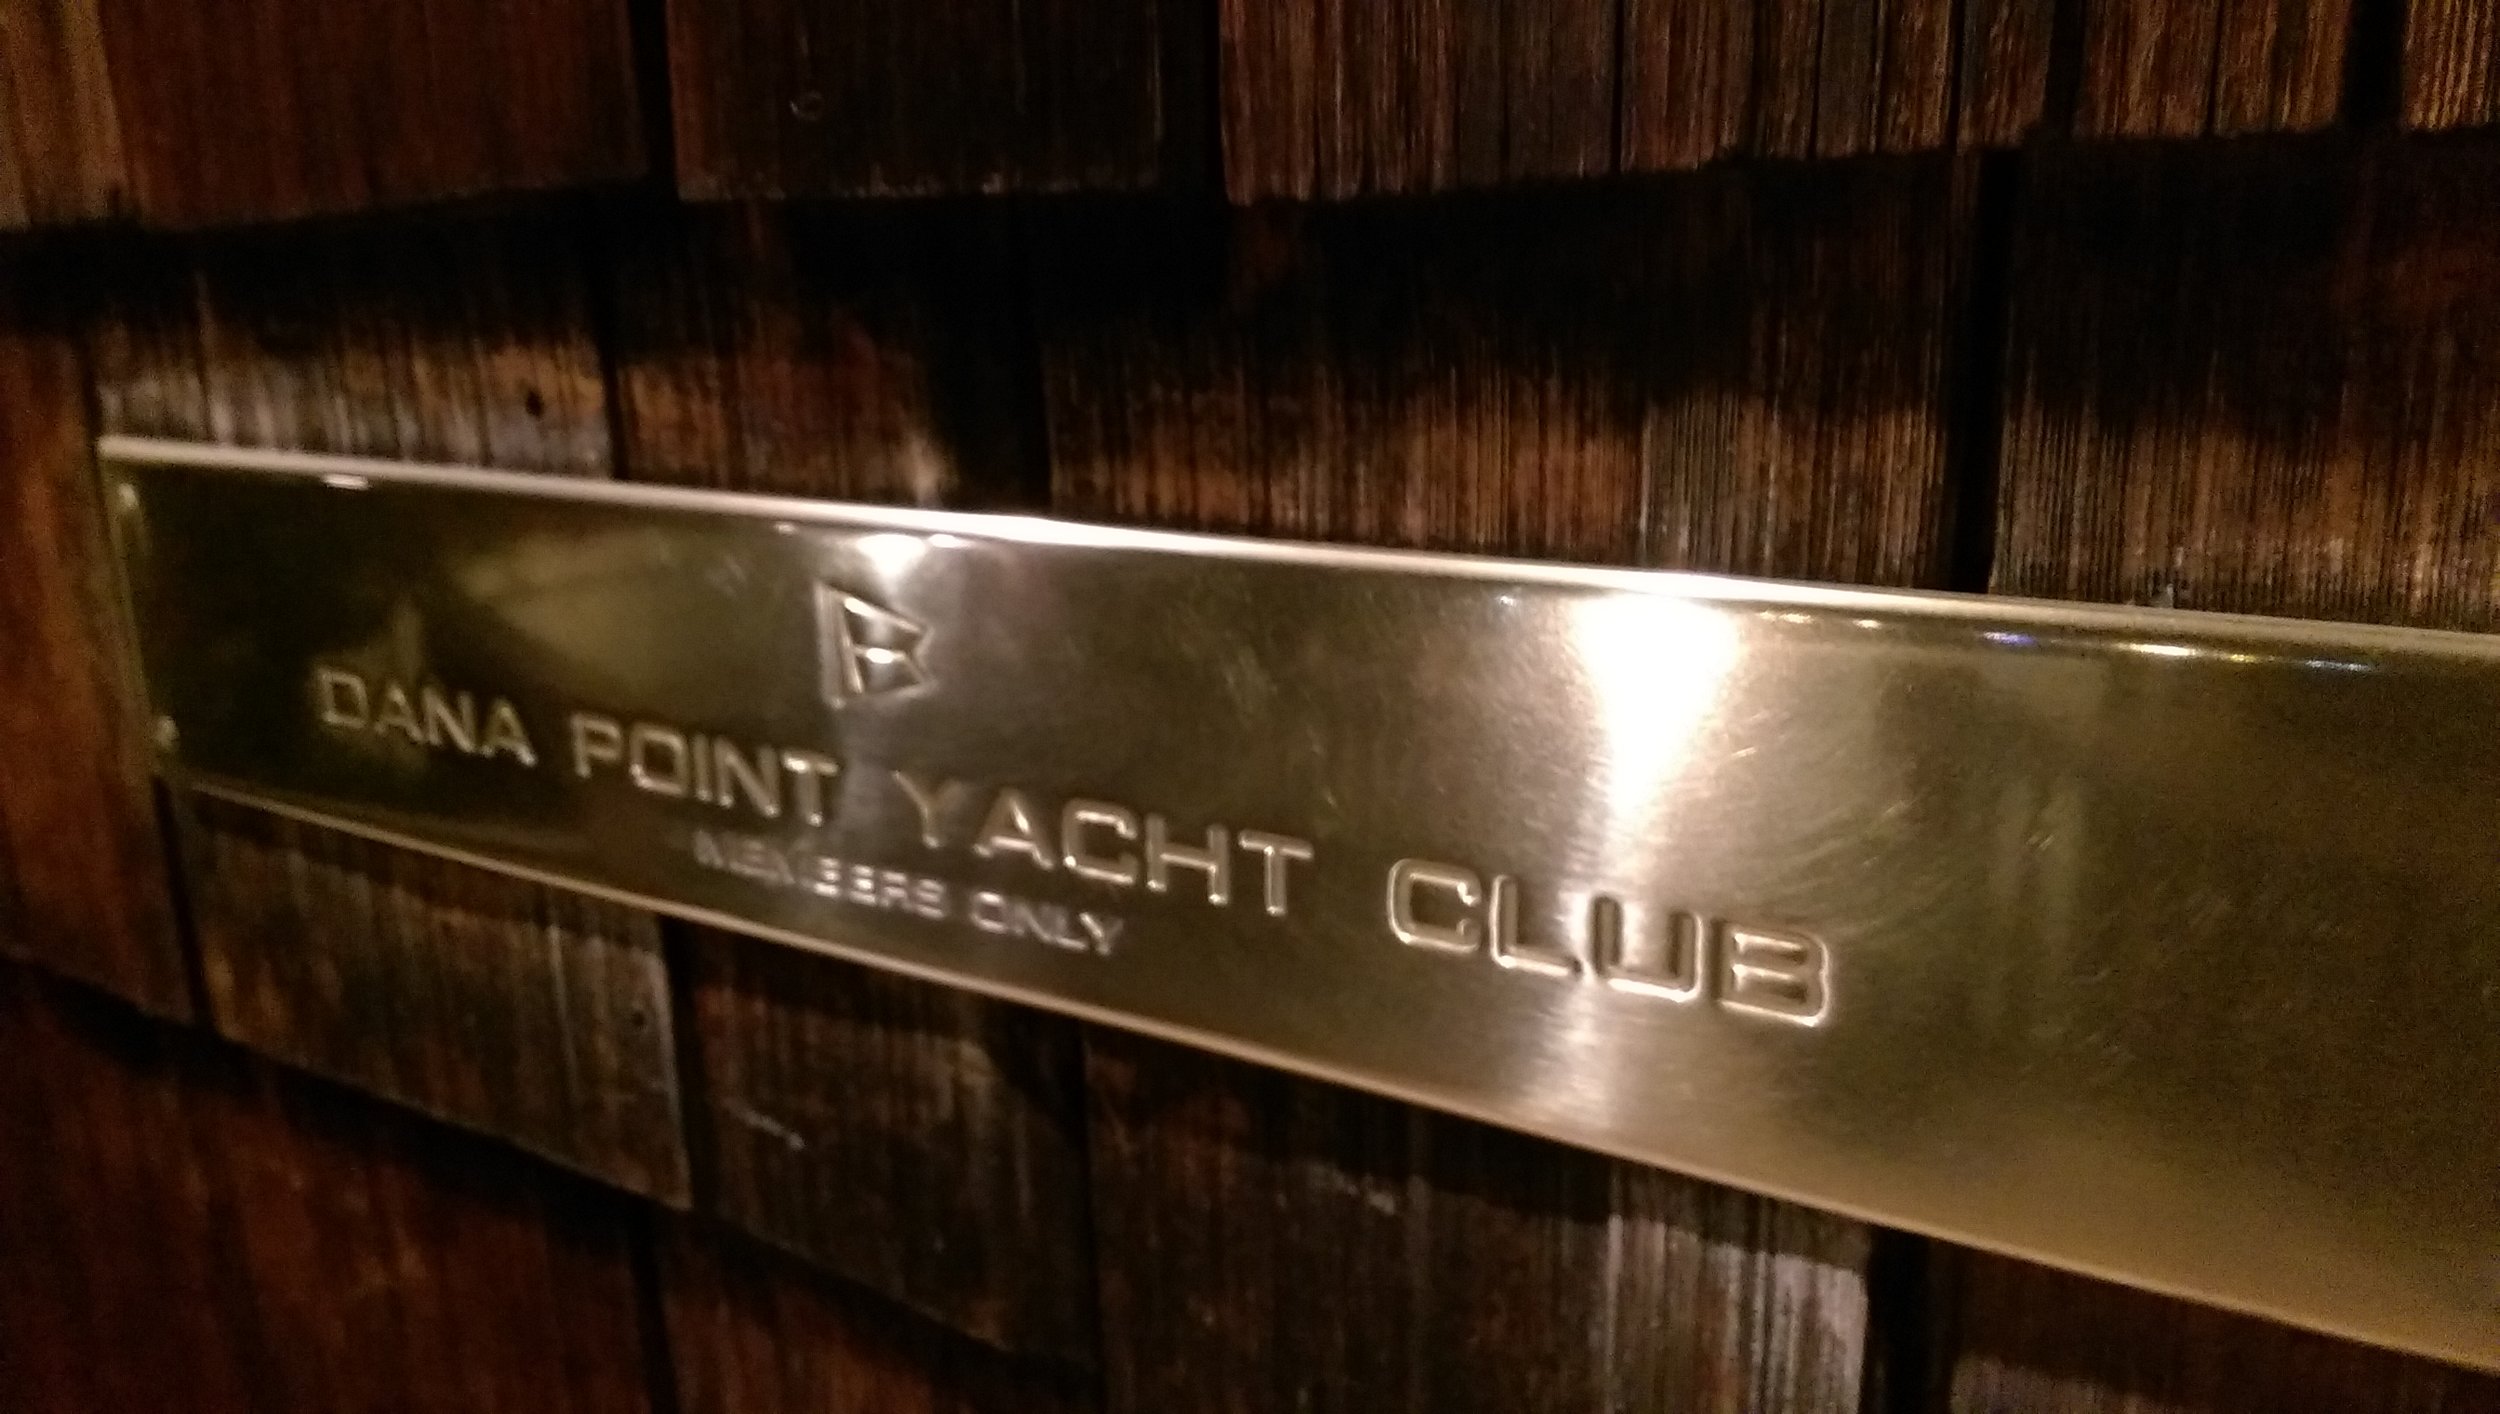 DANA POINT YACHT CLUB
MEMBERS ONLY